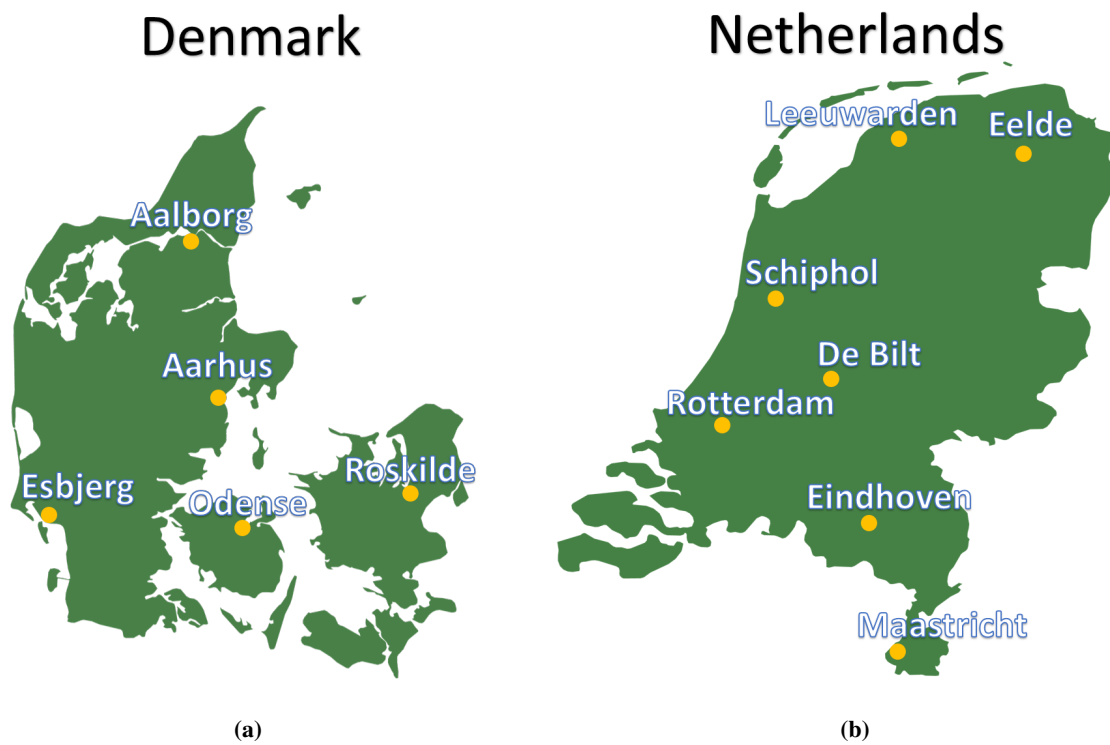 Denmark
Aalborg
Aarhus
Esbjerg
Odense
Roskilde
(a)
Netherlands
Leeuwarden
Eelde
Schiphol
De Bilt
Rotterdam
Eindhoven
Maastricht
(b)